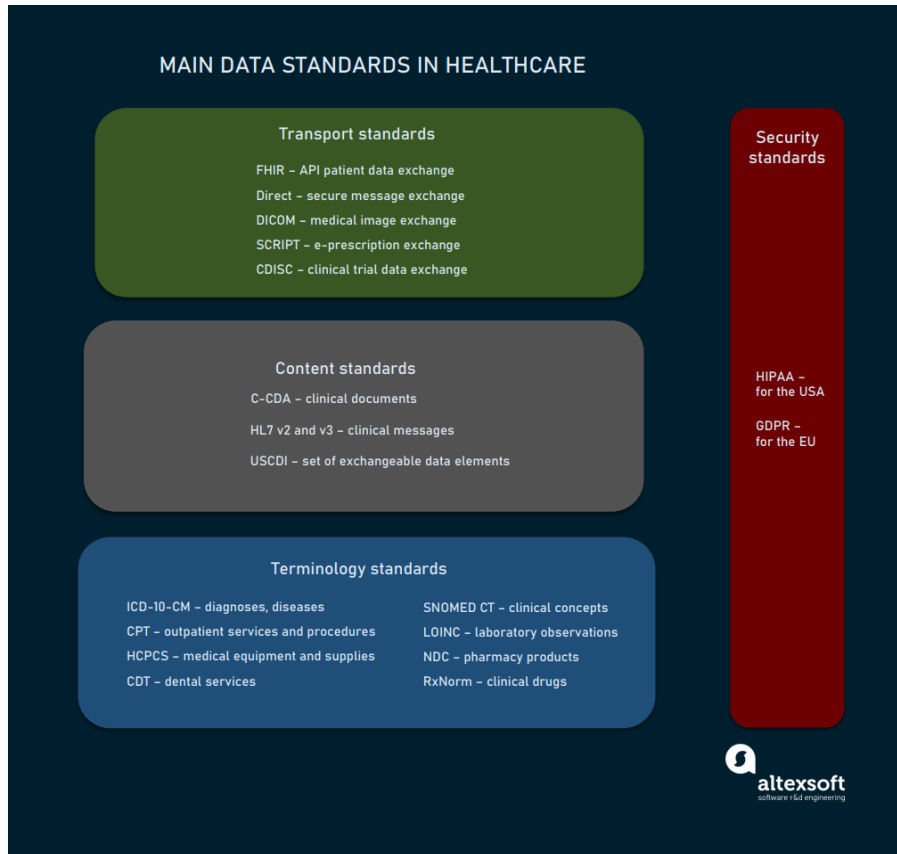 MAIN DATA STANDARDS IN HEALTHCARE
Transport standards
FHIR – API patient data exchange
Direct – secure message exchange
DICOM – medical image exchange
SCRIPT – e-prescription exchange
CDISC – clinical trial data exchange
Content standards
C-CDA – clinical documents
HL7 v2 and v3 – clinical messages
USCDI – set of exchangeable data elements
Terminology standards
ICD-10-CM – diagnoses, diseases
CPT – outpatient services and procedures
HCPCS – medical equipment and supplies
CDT – dental services
SNOMED CT – clinical concepts
LOINC – laboratory observations
NDC – pharmacy products
RxNorm – clinical drugs
Security
standards
HIPAA –
for the USA
GDPR –
for the EU
altexsoft
software r&d engineering